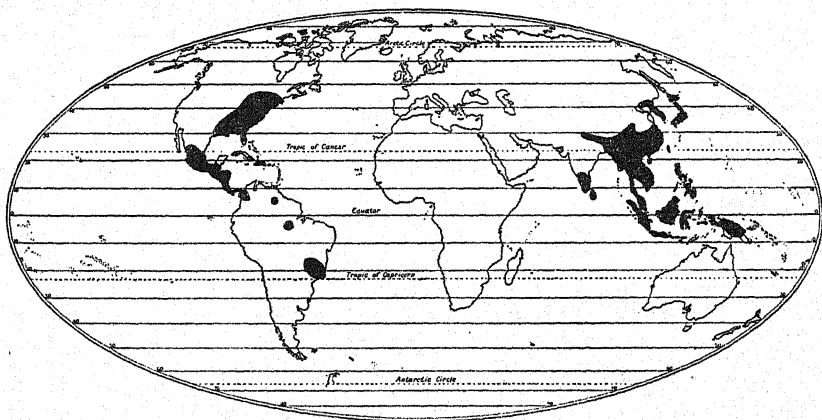 Arctic Circle
Tropic of Cancer
Equator
Tropic of Capricorn
Antarctic Circle